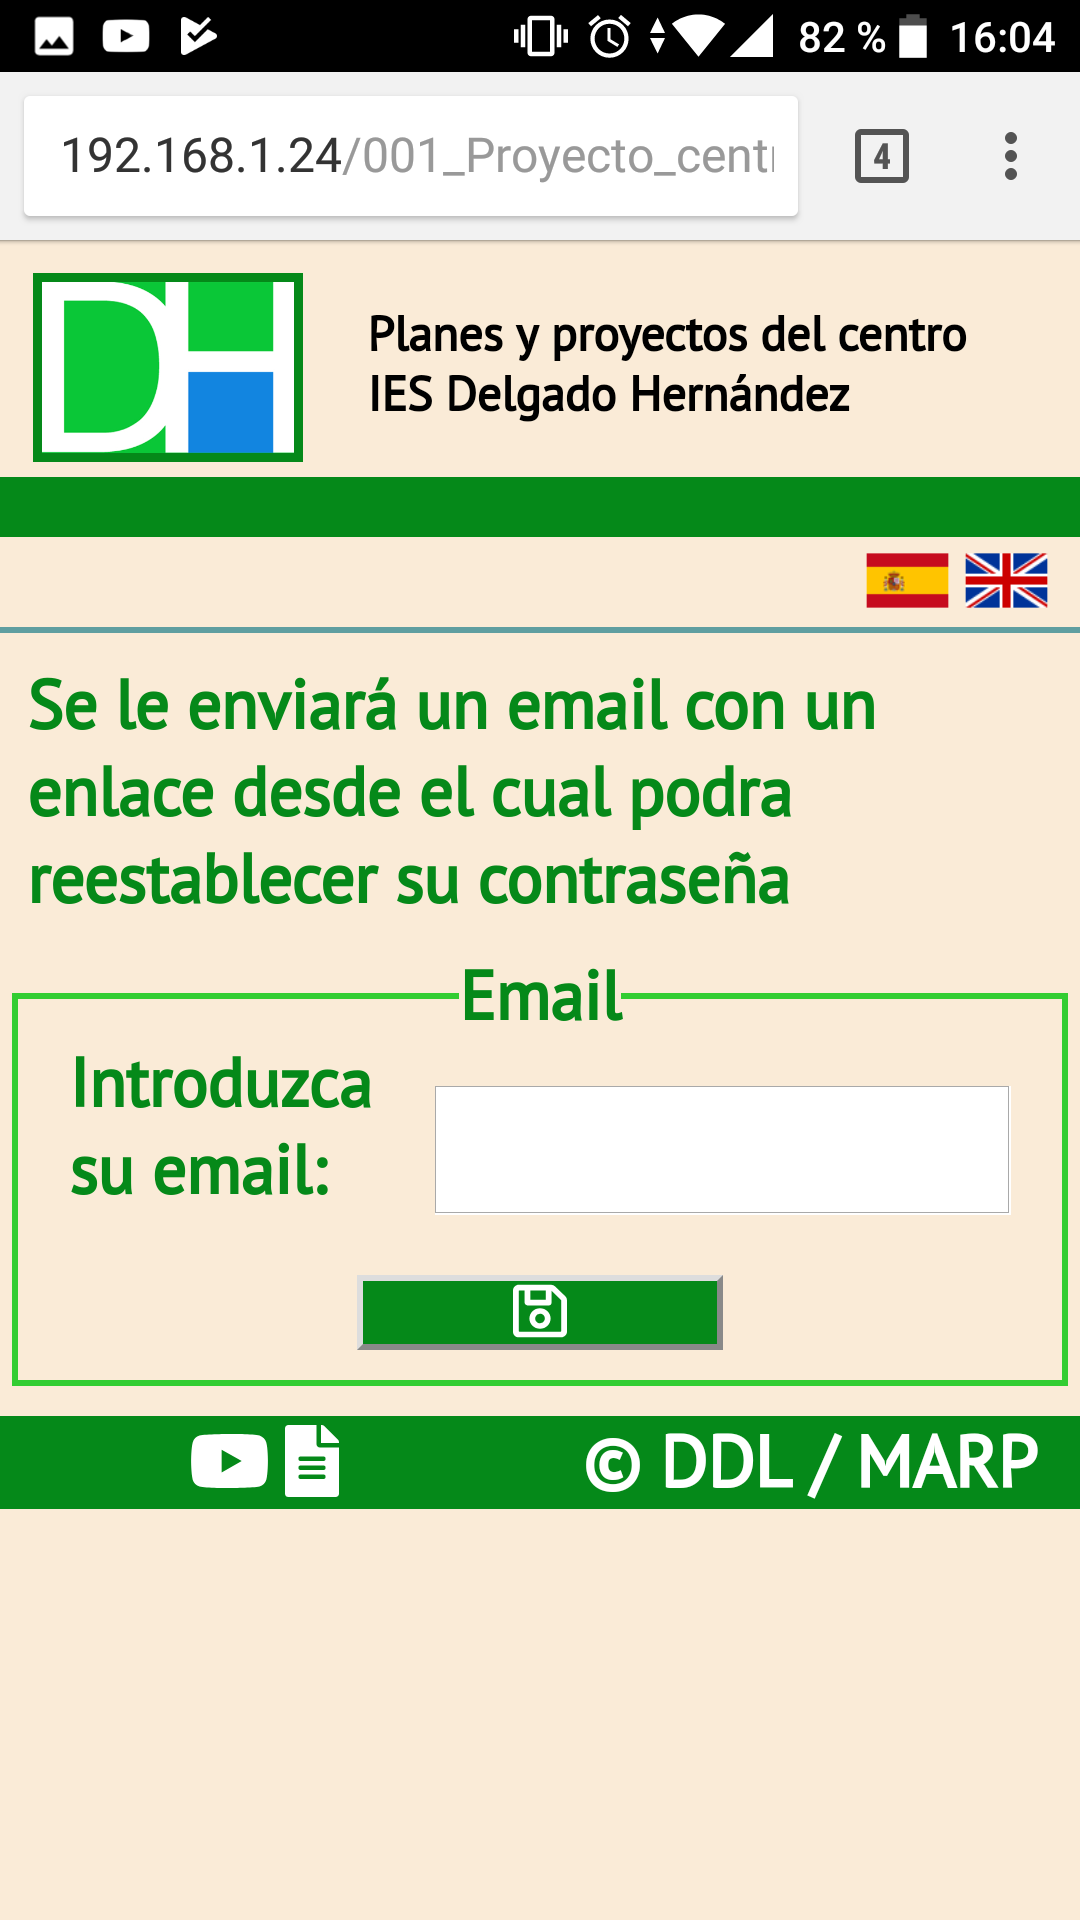 82 % 16:04
192.168.1.24/001_Proyecto_cent
4
DH
Planes y proyectos del centro
IES Delgado Hernández
Se le enviará un email con un
enlace desde el cual podra
reestablecer su contraseña
Email
Introduzca
su email:
© DDL / MARP